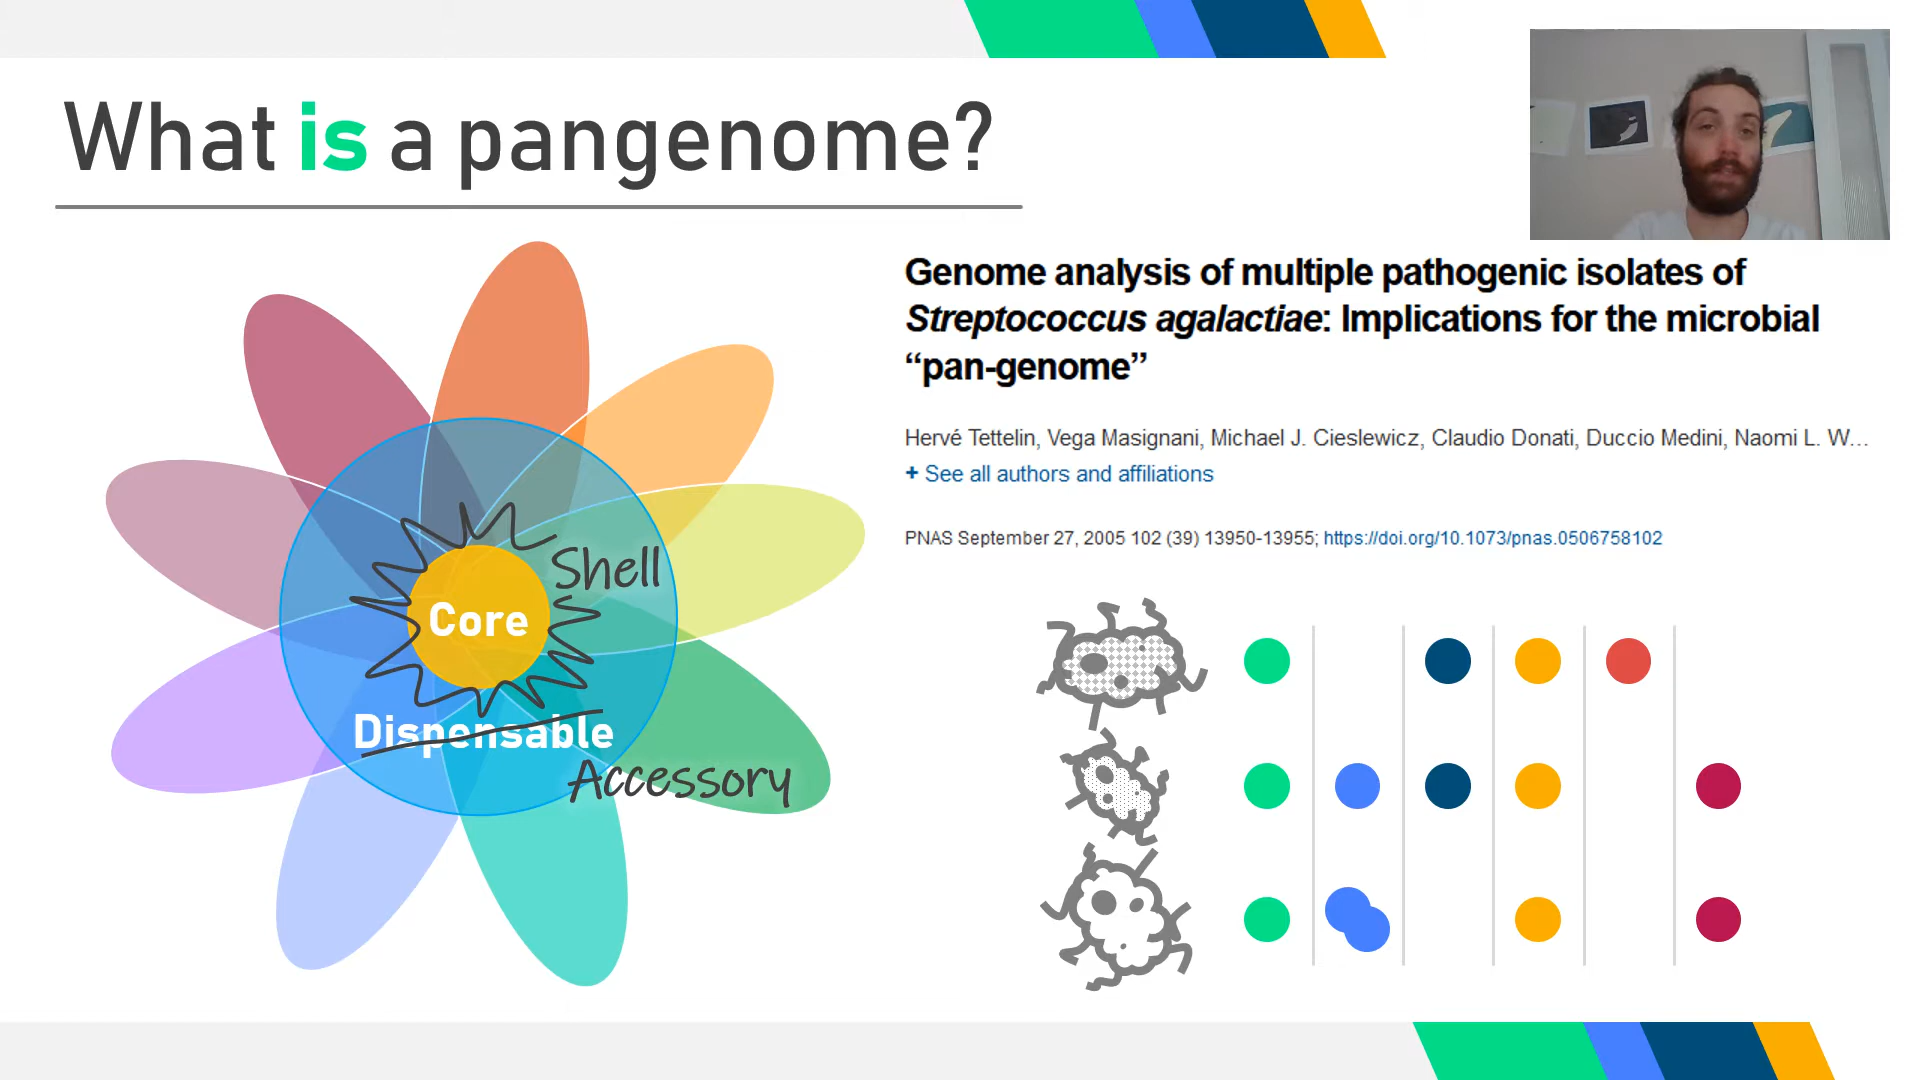 What is a pangenome?
Genome analysis of multiple pathogenic isolates of
Streptococcus agalactiae: Implications for the microbial
“pan-genome”
Hervé Tettelin, Vega Masignani, Michael J. Cieslewicz, Claudio Donati, Duccio Medini, Naomi L. W...
+ See all authors and affiliations
PNAS September 27, 2005 102 (39) 13950-13955; https://doi.org/10.1073/pnas.0506758102
Shell
Core
Dispensable
Accessory